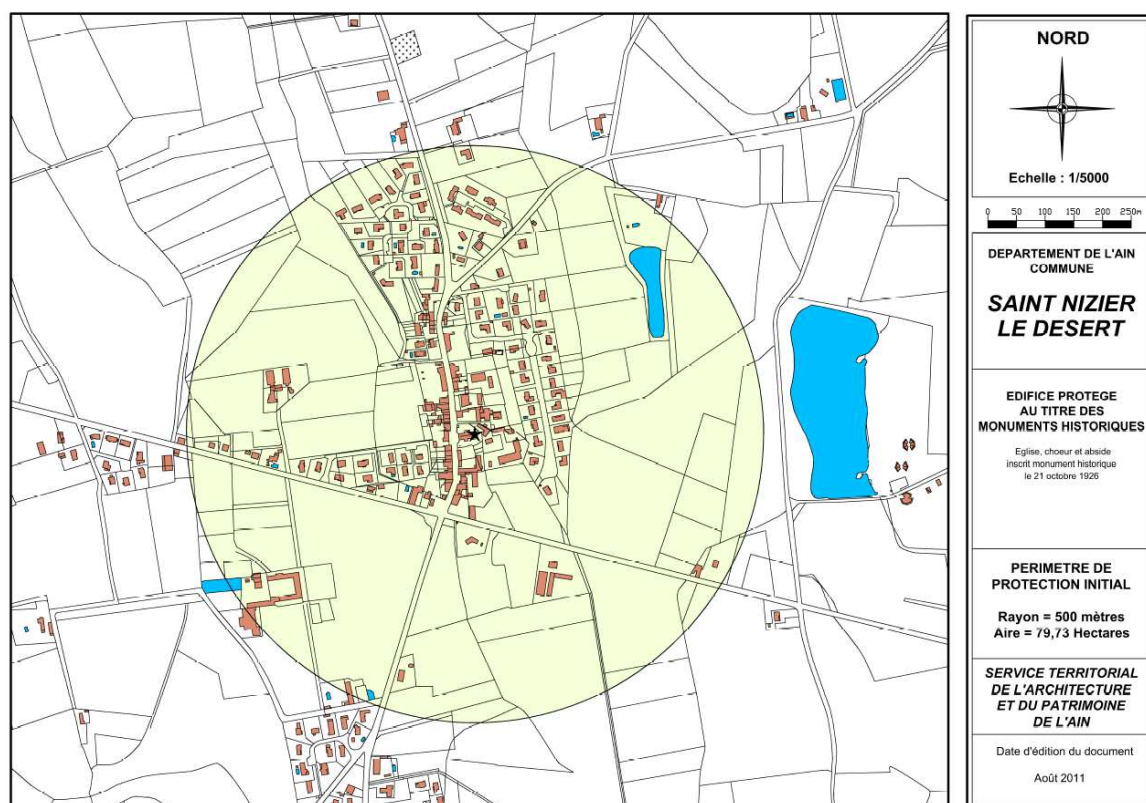 NORD
Echelle : 1/5000
0 50 100 150 200 250m
DEPARTEMENT DE L'AIN
COMMUNE
SAINT NIZIER
LE DESERT
EDIFICE PROTEGE
AU TITRE DES
MONUMENTS HISTORIQUES
Eglise, choeur et abside
inscrit monument historique
le 21 octobre 1926
PERIMETRE DE
PROTECTION INITIAL
Rayon = 500 mètres
Aire = 79,73 Hectares
SERVICE TERRITORIAL
DE L'ARCHITECTURE
ET DU PATRIMOINE
DE L'AIN
Date d'édition du document
Août 2011